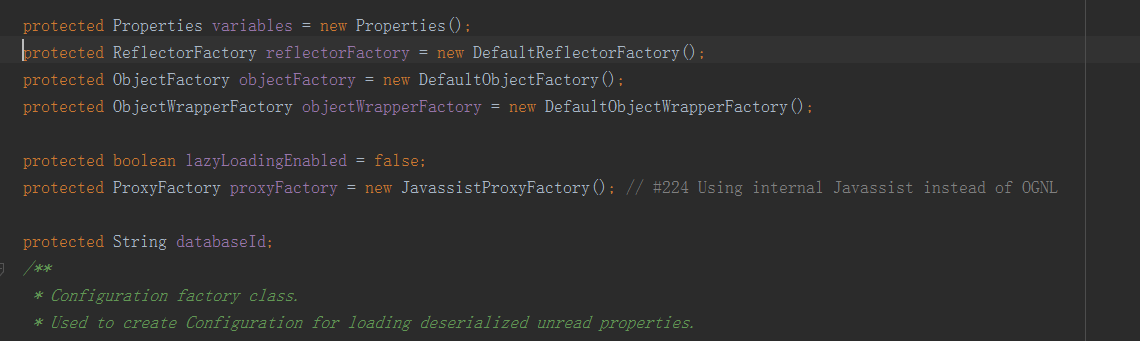 protected Properties variables = new Properties();
protected ReflectorFactory reflectorFactory = new DefaultReflectorFactory();
protected ObjectFactory objectFactory = new DefaultObjectFactory();
protected ObjectWrapperFactory objectWrapperFactory = new DefaultObjectWrapperFactory();
protected boolean lazyLoadingEnabled = false;
protected ProxyFactory proxyFactory = new JavassistProxyFactory(); // #224 Using internal Javassist instead of OGNL
protected String databaseId;
/**
* Configuration factory class.
* Used to create Configuration for loading deserialized unread properties.